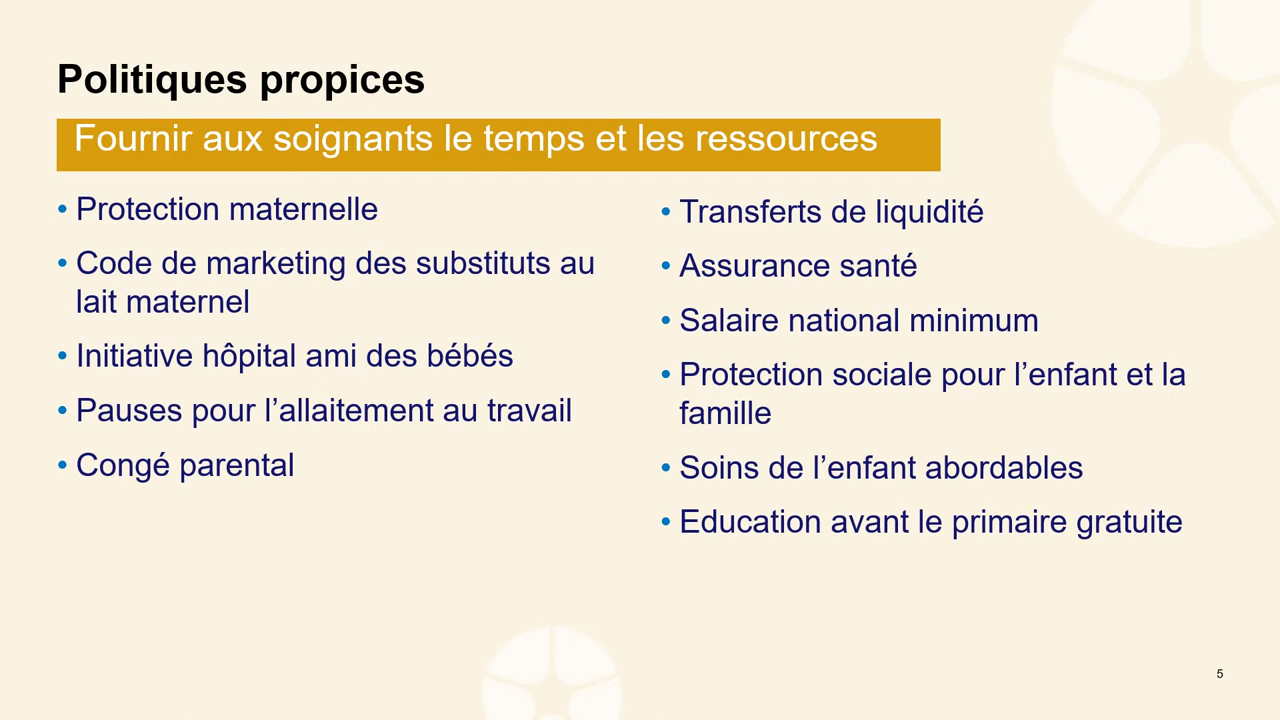 Politiques propices
Fournir aux soignants le temps et les ressources
• Protection maternelle
• Code de marketing des substituts au
lait maternel
• Initiative hôpital ami des bébés
• Pauses pour l’allaitement au travail
• Congé parental
• Transferts de liquidité
• Assurance santé
• Salaire national minimum
• Protection sociale pour l’enfant et la
famille
• Soins de l’enfant abordables
• Education avant le primaire gratuite
5